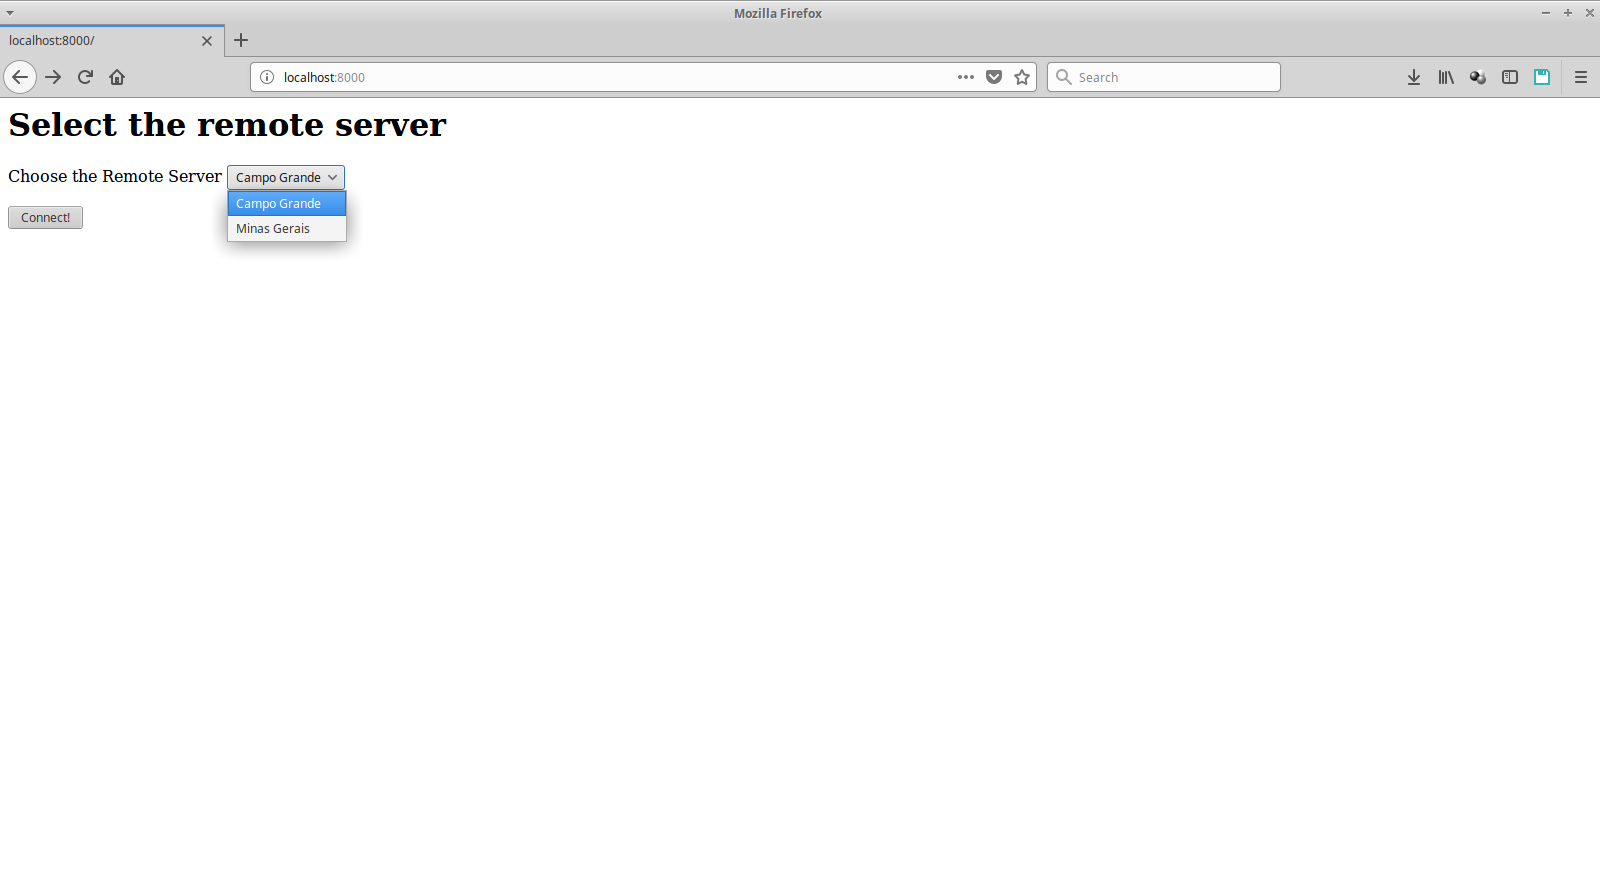 Mozilla Firefox
localhost:8000/
localhost:8000
Search
Select the remote server
Choose the Remote Server Campo Grande
Campo Grande
Minas Gerais
Connect!